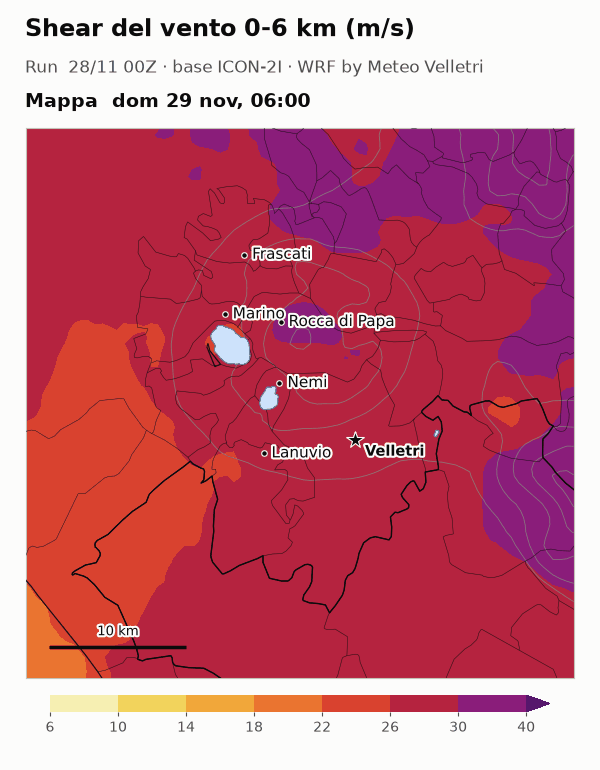 Shear del vento 0-6 km (m/s)
Run  28/11 00Z · base ICON-2I · WRF by Meteo Velletri
Mappa  dom 29 nov, 06:00
Frascati
Marino
Rocca di Papa
Nemi
Velletri
Lanuvio
10 km
6 10 14 18 22 26 30 40